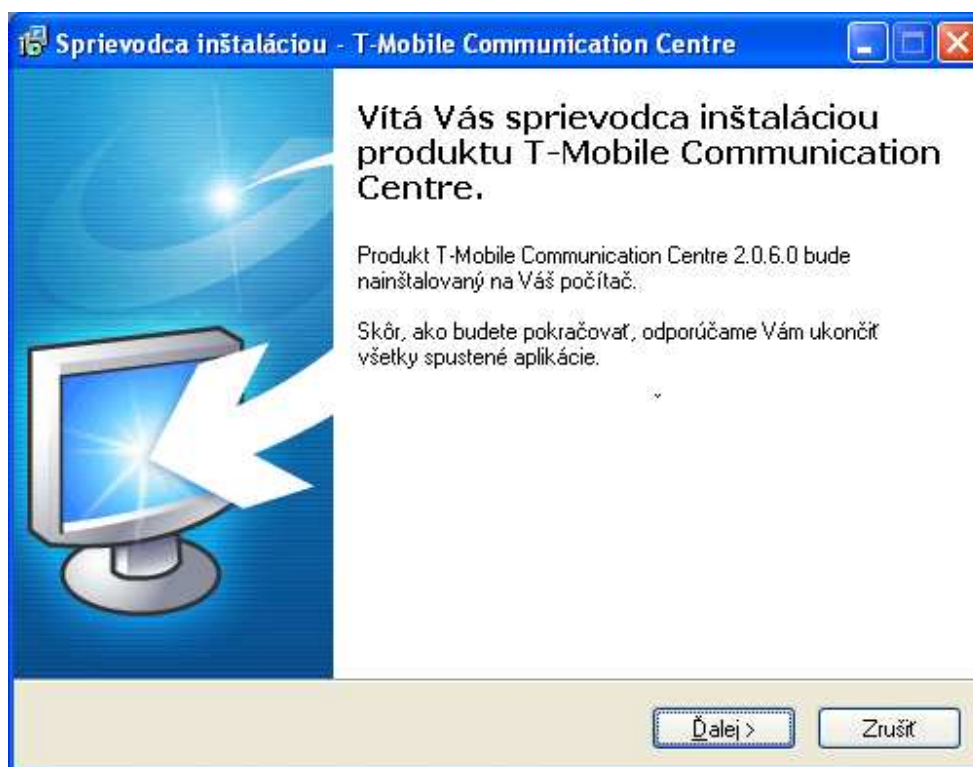 Sprievodca inštaláciou - T-Mobile Communication Centre
Vítá Vás sprievodca inštaláciou
produktu T-Mobile Communication
Centre.
Produkt T-Mobile Communication Centre 2.0.6.0 bude
nainštalovaný na Váš počítač.
Skôr, ako budete pokračovať, odporúčame Vám ukončiť
všetky spustené aplikácie.
Ďalej >
Zrušiť